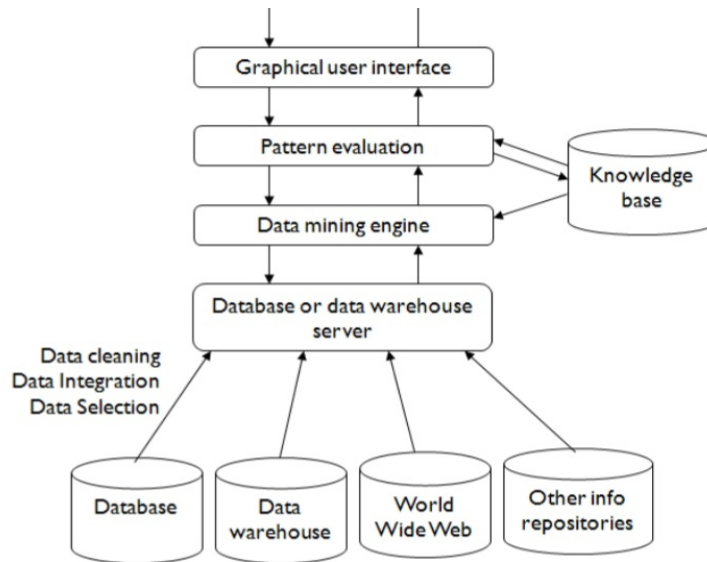 Graphical user interface
Pattern evaluation
Knowledge
base
Data mining engine
Database or data warehouse
server
Data cleaning
Data Integration
Data Selection
Database
Data
warehouse
World
Wide Web
Other info
repositories